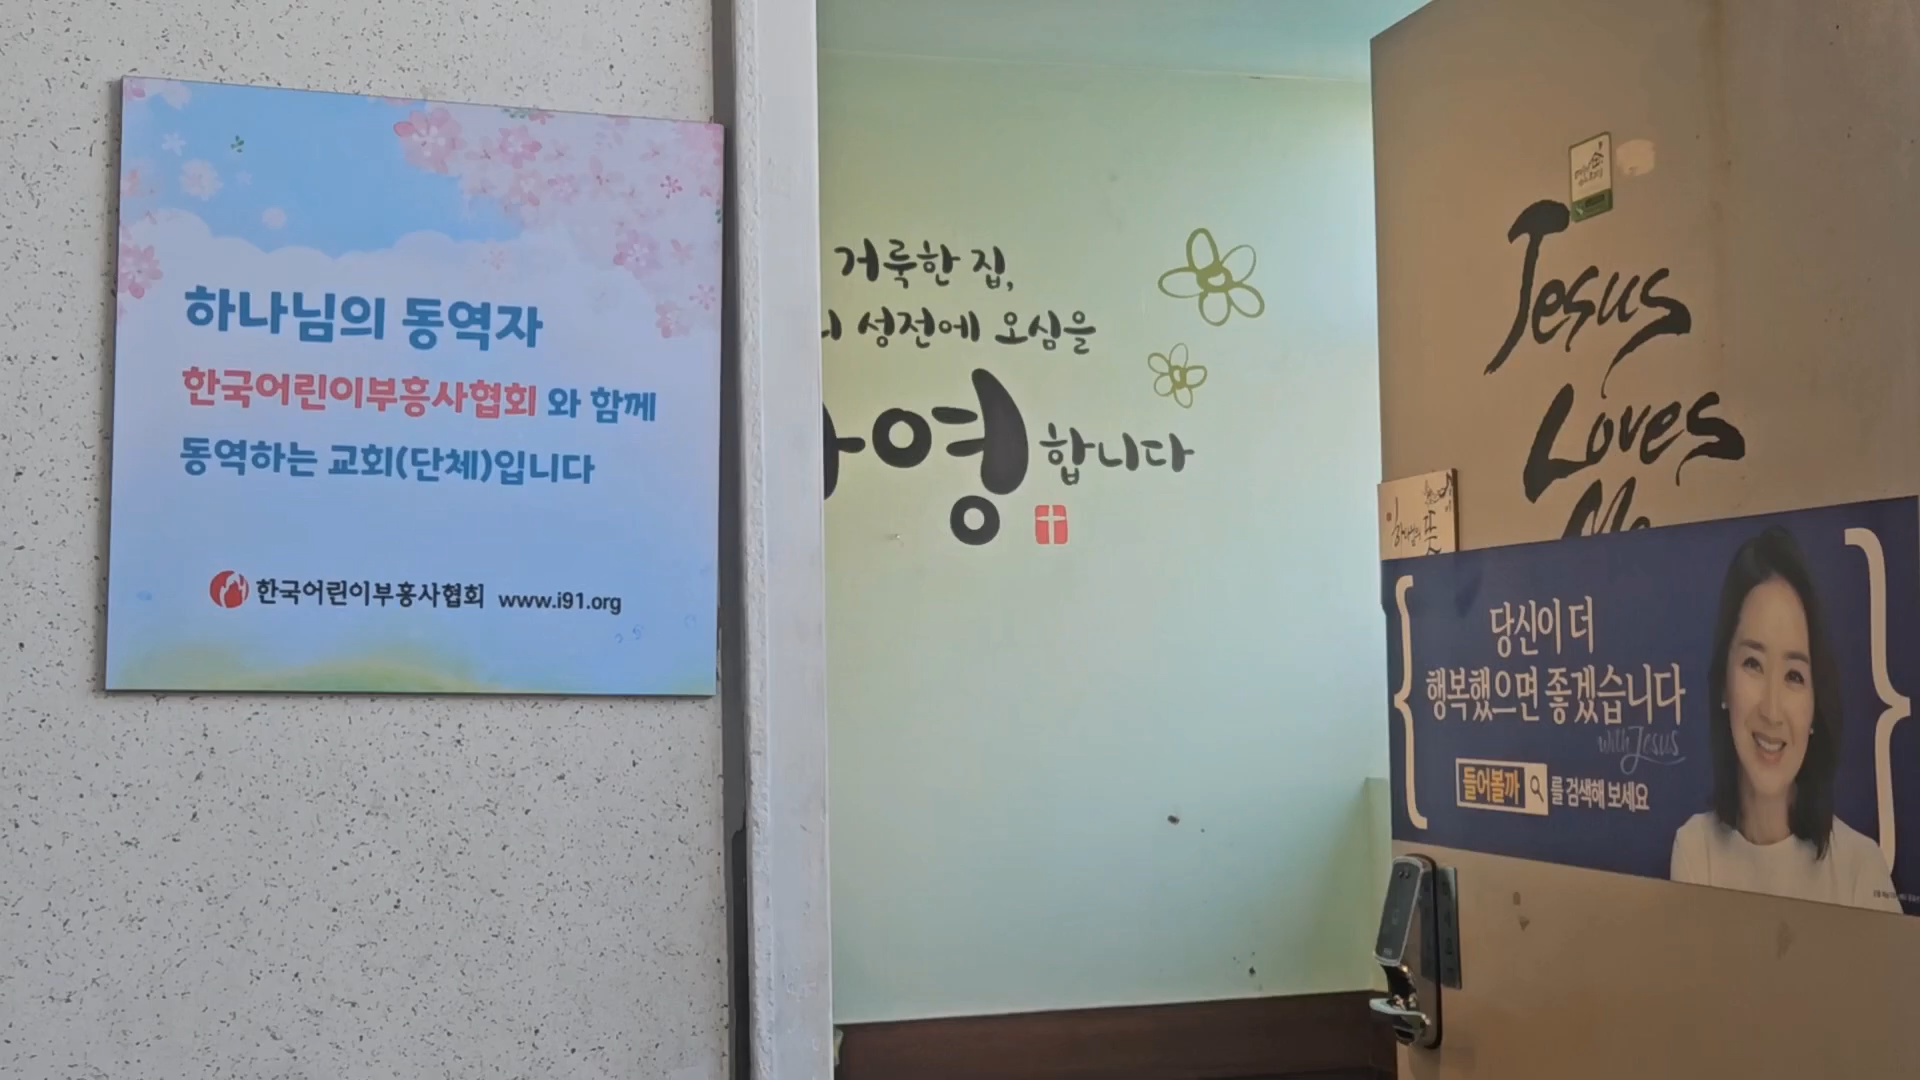 하나님의 동역자
한국어린이부흥사협회 와 함께
동역하는 교회(단체)입니다
한국어린이부흥사협회 www.i91.org
거룩한 집,
성전에 오심을
영합니다
Jesus
Loves
Me
당신이 더
행복했으면 좋겠습니다
with Jesus
들어볼까 를 검색해 보세요